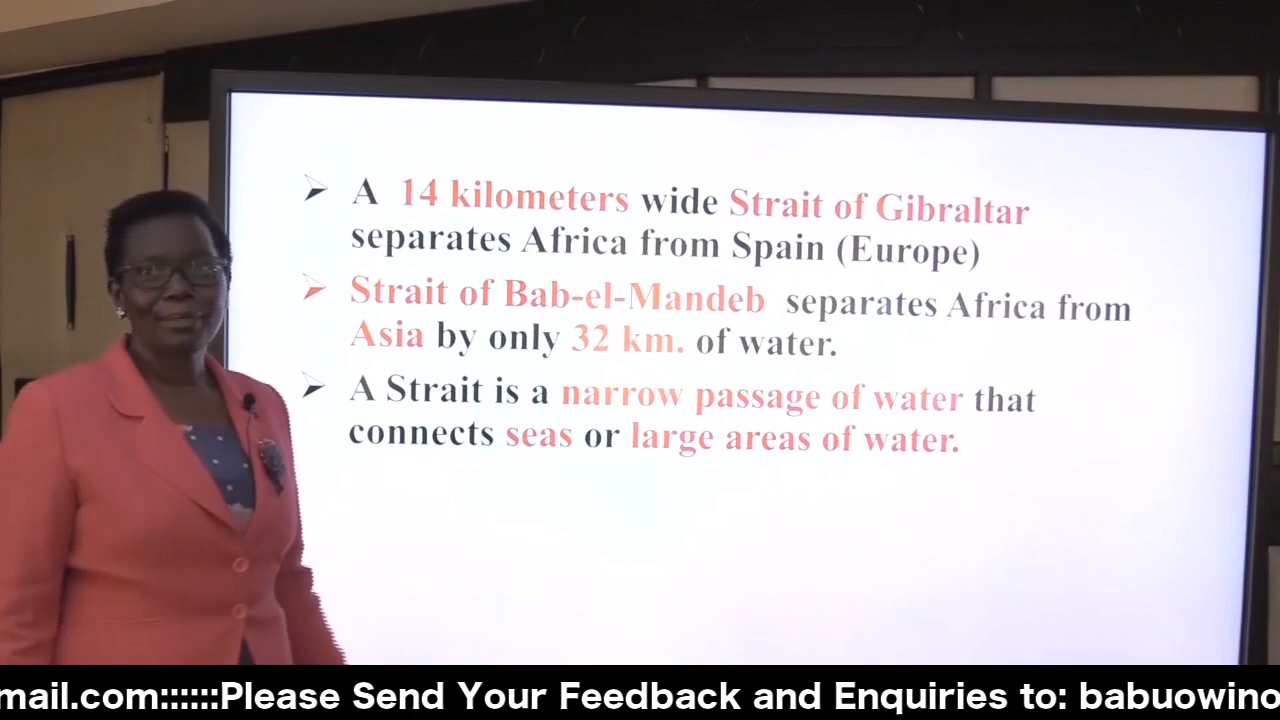 A 14 kilometers wide Strait of Gibraltar
separates Africa from Spain (Europe)
Strait of Bab-el-Mandeb separates Africa from
Asia by only 32 km. of water.
A Strait is a narrow passage of water that
connects seas or large areas of water.
mail.com::::::Please Send Your Feedback and Enquiries to: babuowino